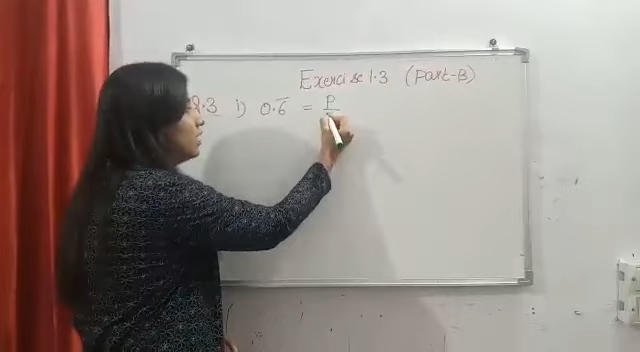 Exercise 1.3 (Part-B)
Q.3 i) 0.6̅ = P